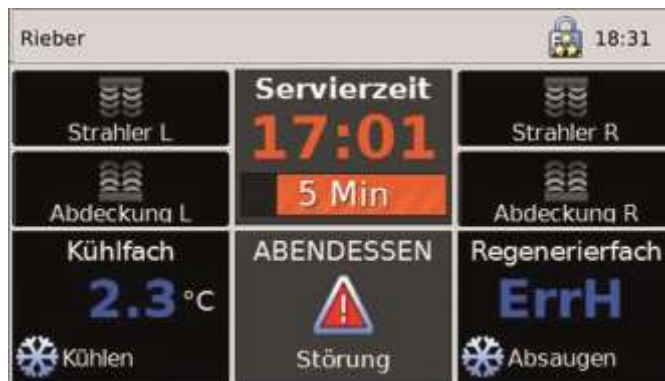 Rieber
18:31
Strahler L
Servierzeit
17:01
5 Min
Strahler R
Abdeckung L
Abdeckung R
Kühlfach
2.3 °C
Kühlen
ABENDESSEN
Störung
Regenerierfach
ErrH
Absaugen